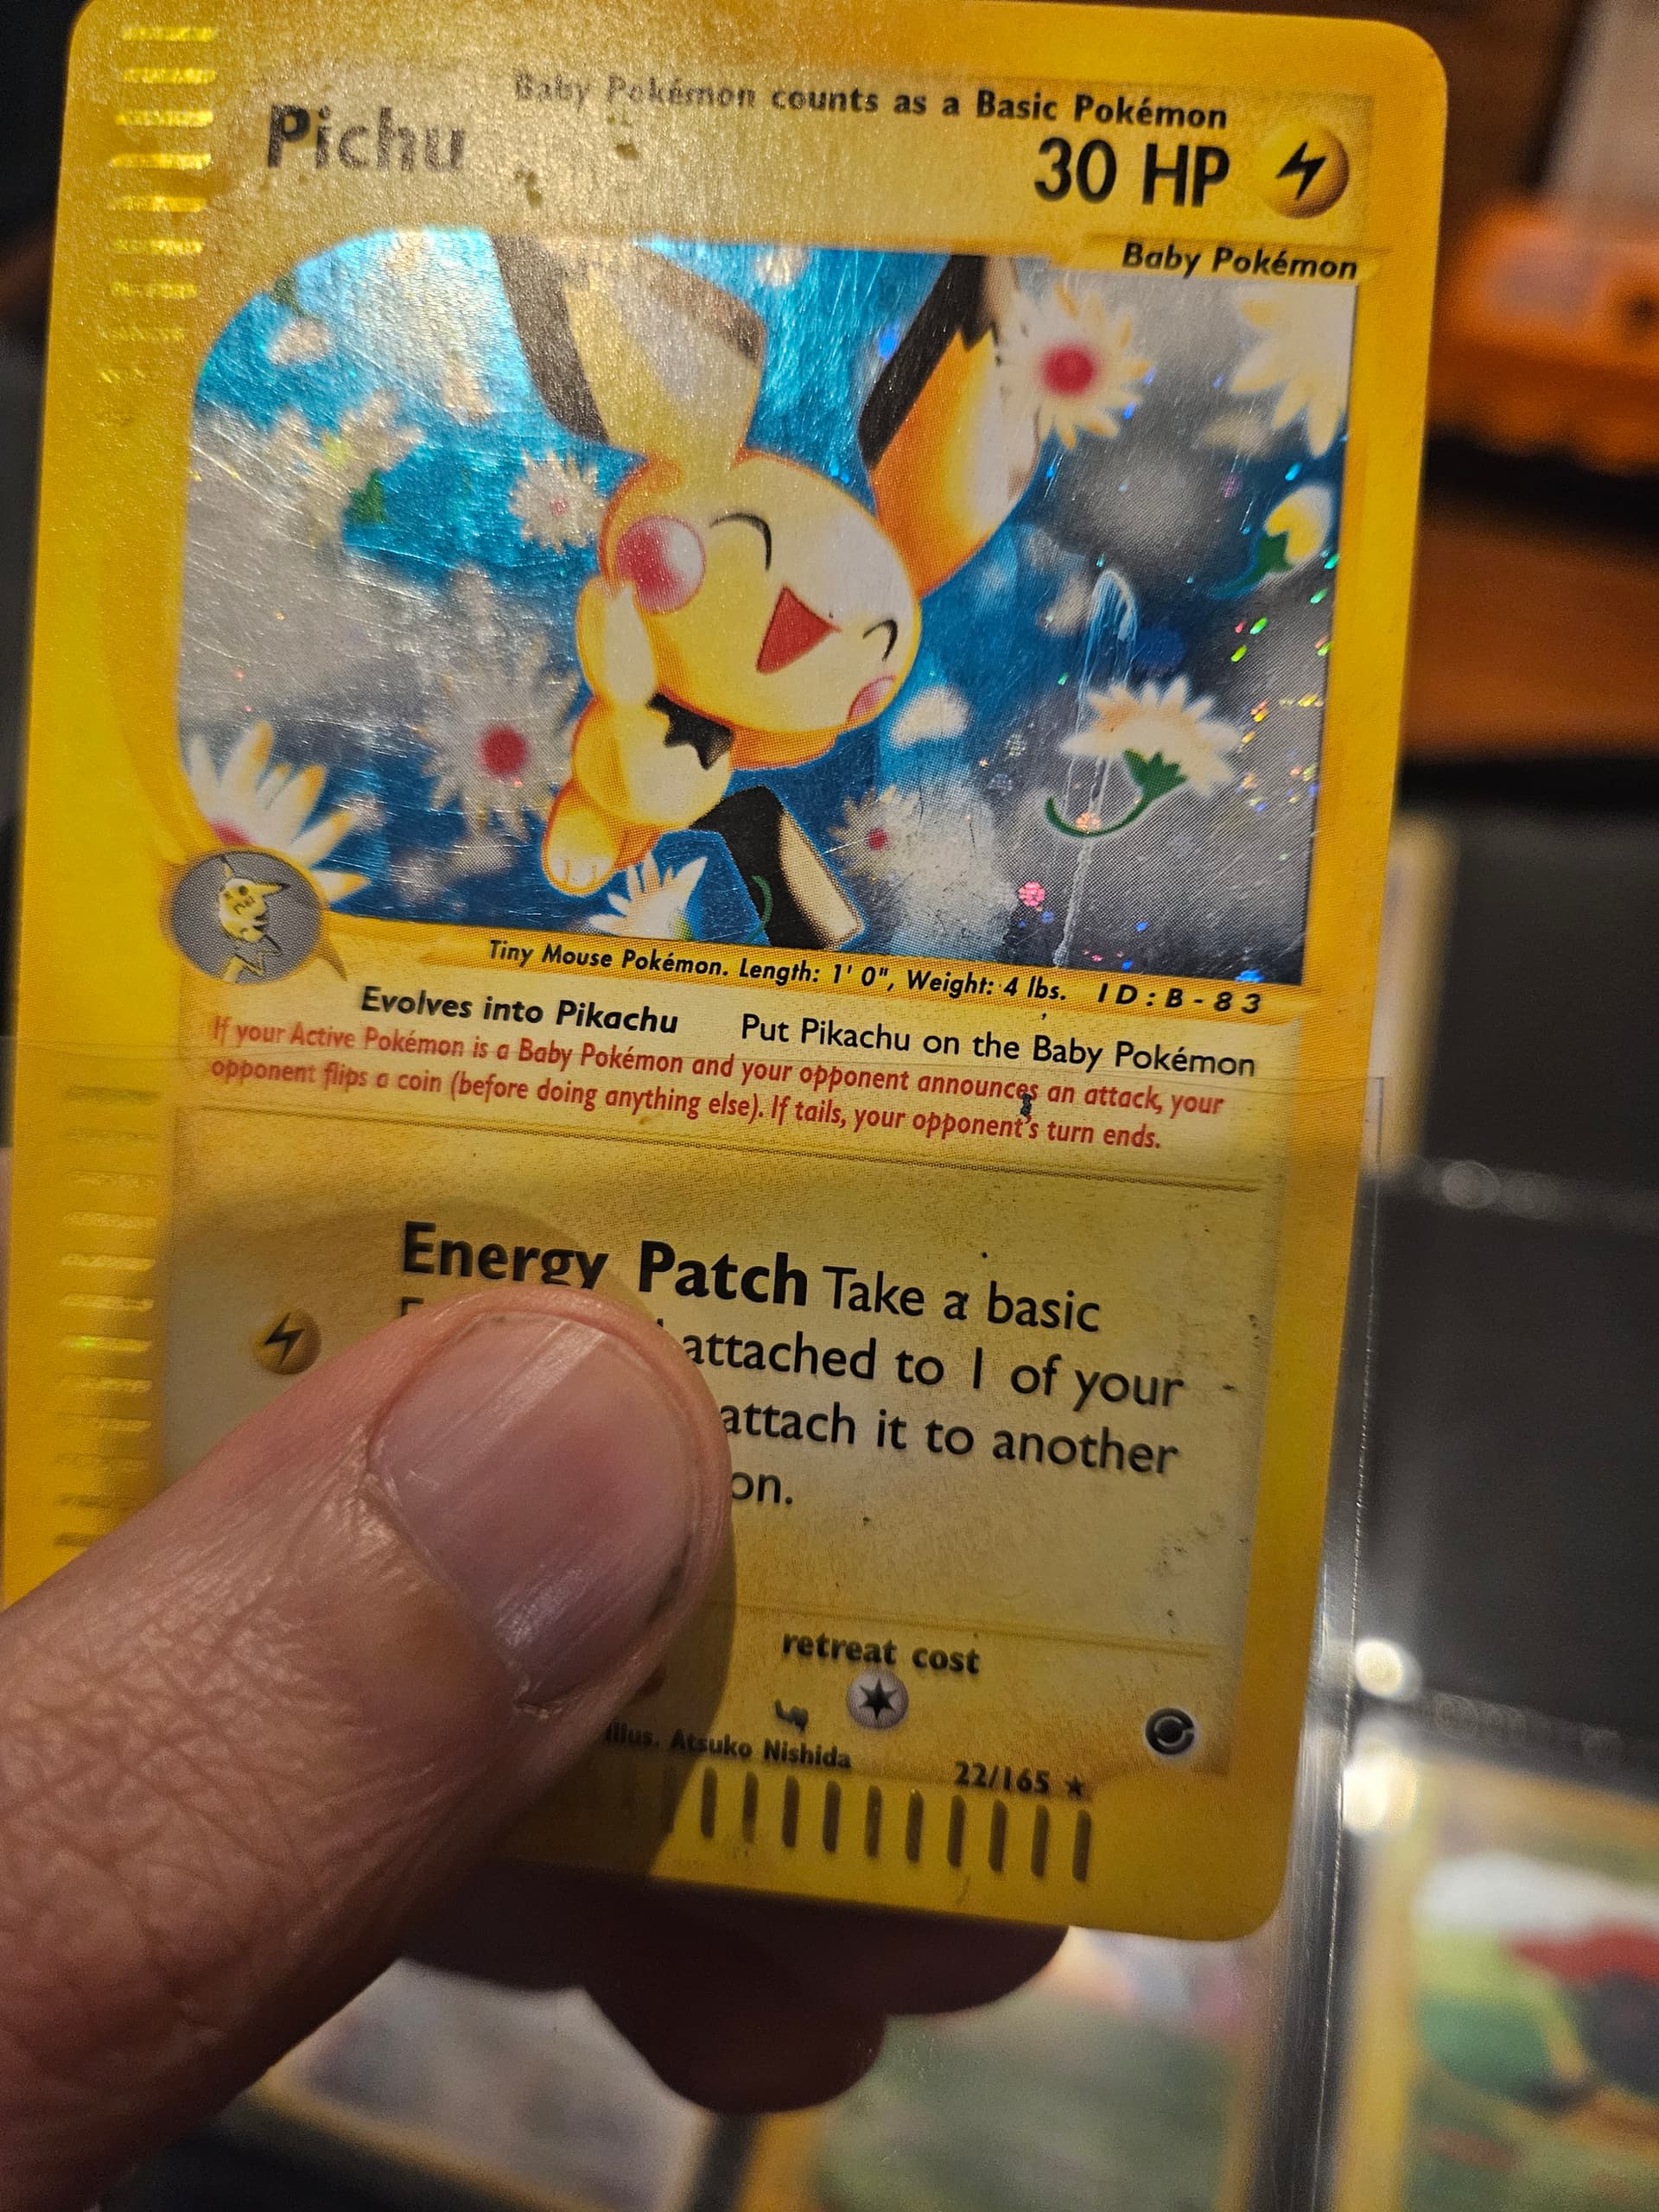 Baby Pokémon counts as a Basic Pokémon
Pichu 30 HP
Baby Pokémon
Tiny Mouse Pokémon. Length: 1' 0", Weight: 4 lbs. ID:B-83
Evolves into Pikachu Put Pikachu on the Baby Pokémon
If your Active Pokémon is a Baby Pokémon and your opponent announces an attack, your
opponent flips a coin (before doing anything else). If tails, your opponent's turn ends.
Energy Patch Take a basic
attached to 1 of your
attach it to another
on.
retreat cost
Illus. Atsuko Nishida 22/165 ★